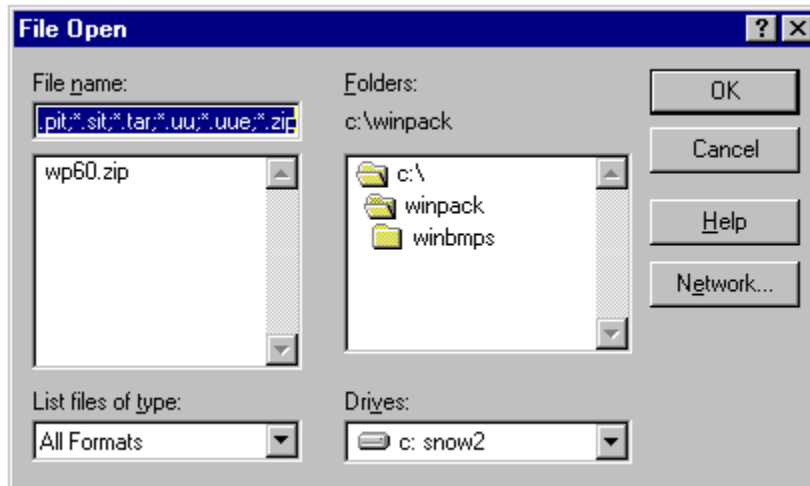 File Open
File name:
.pit;*.sit;*.tar;*.uu;*.uue;*.zip
wp60.zip
List files of type:
All Formats
Folders:
c:\winpack
c:\
winpack
winbmps
Drives:
c: snow2
OK
Cancel
Help
Network...